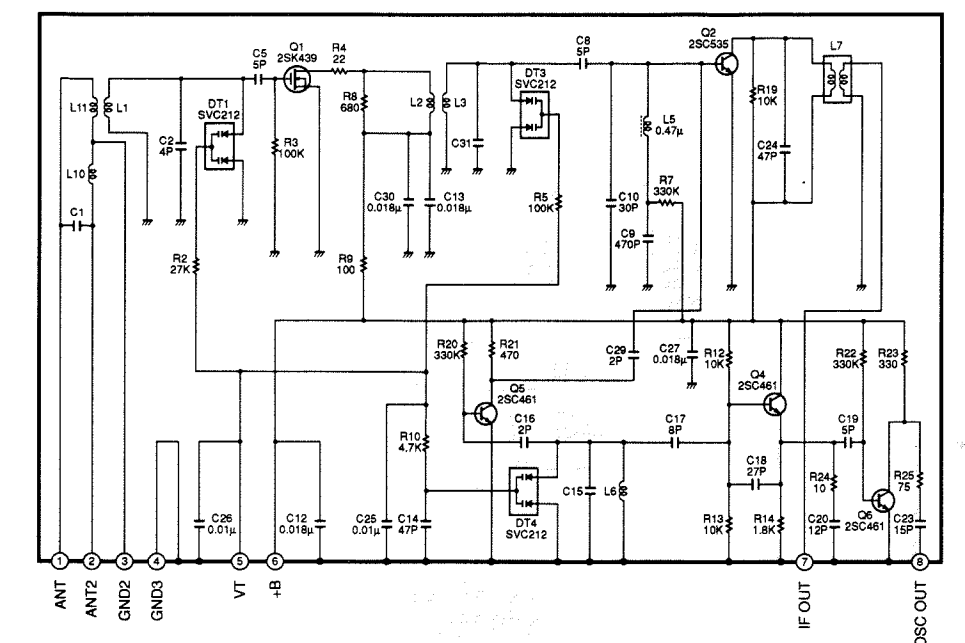 C5
5P
Q1
2SK439
R4
22
C8
5P
Q2
2SC535
L7
L11
L1
DT1
SVC212
R8
680
L2
L3
DT3
SVC212
R19
10K
C2
4P
R3
100K
C31
L5
0.47μ
C24
47P
L10
C30
0.018μ
C13
0.018μ
R5
100K
C10
30P
R7
330K
C1
C9
470P
R2
27K
R9
100
R20
330K
R21
470
C29
2P
C27
0.018μ
R12
10K
R22
330K
R23
330
Q5
2SC461
Q4
2SC461
C16
2P
C17
8P
C19
5P
R10
4.7K
C18
27P
R24
10
R25
75
C15
L6
Q6
2SC461
C26
0.01μ
C12
0.018μ
C25
0.01μ
C14
47P
DT4
SVC212
R13
10K
R14
1.8K
C20
12P
C23
15P
1
2
3
4
5
6
7
8
ANT
ANT2
GND2
GND3
VT
+B
IF OUT
OSC OUT